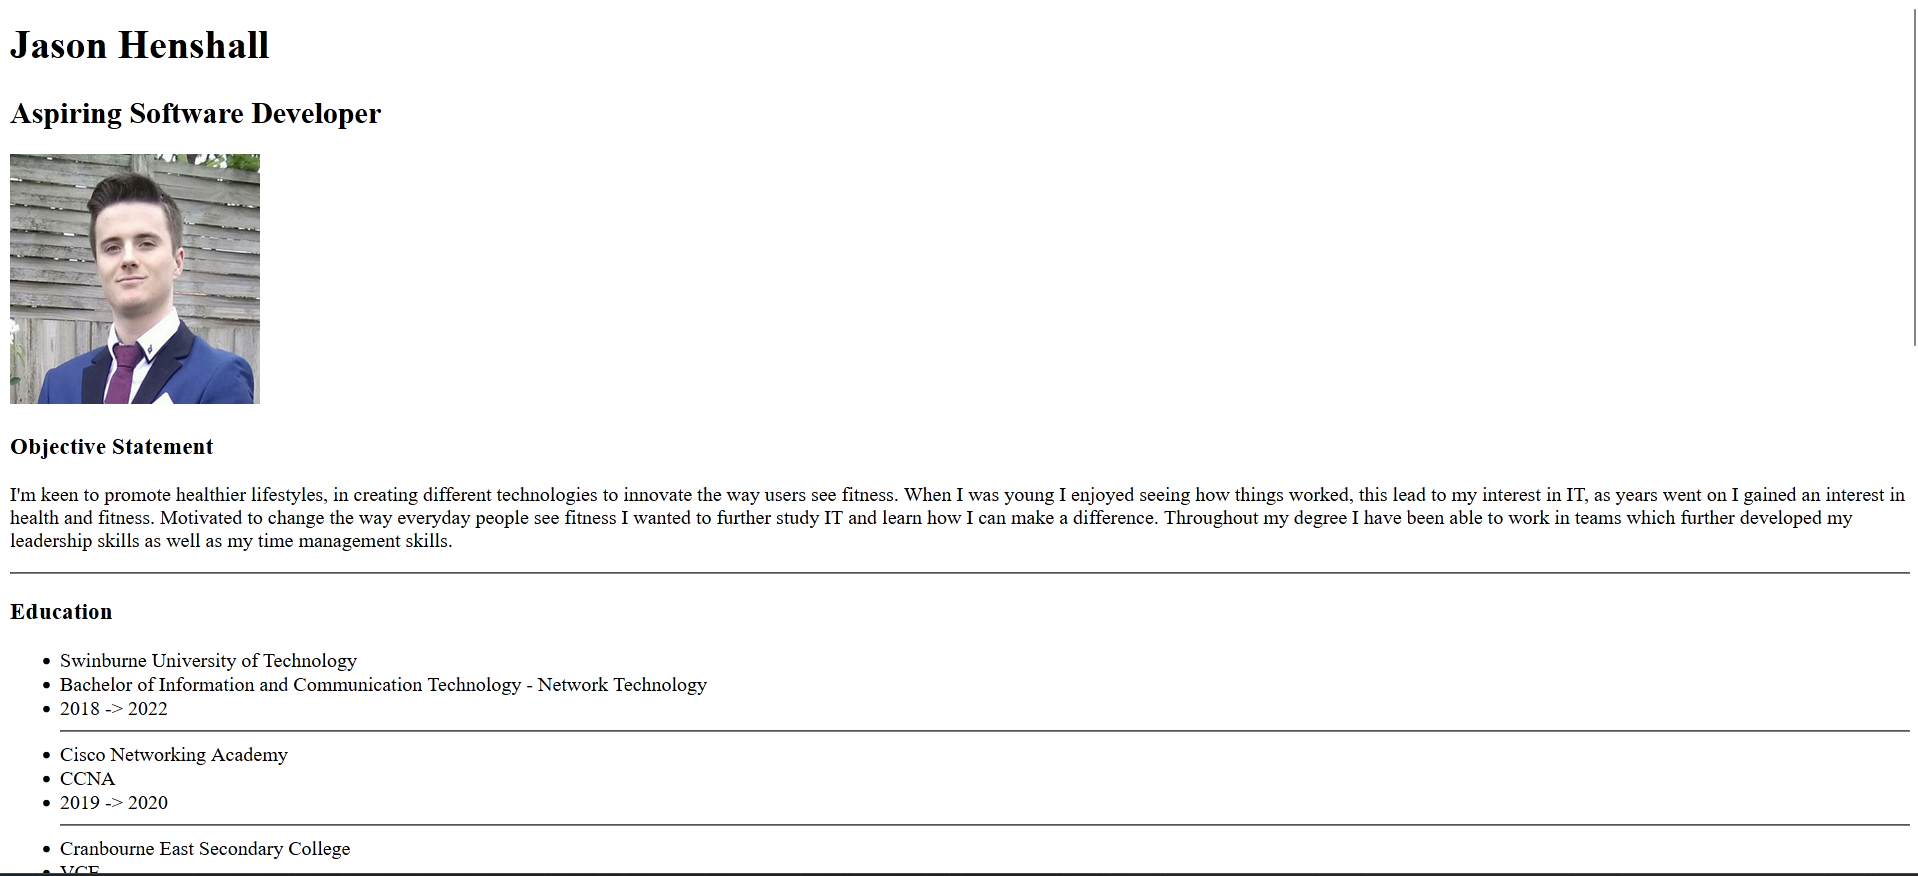 Jason Henshall
Aspiring Software Developer
Objective Statement
I'm keen to promote healthier lifestyles, in creating different technologies to innovate the way users see fitness. When I was young I enjoyed seeing how things worked, this lead to my interest in IT, as years went on I gained an interest in
health and fitness. Motivated to change the way everyday people see fitness I wanted to further study IT and learn how I can make a difference. Throughout my degree I have been able to work in teams which further developed my
leadership skills as well as my time management skills.
Education
• Swinburne University of Technology
• Bachelor of Information and Communication Technology - Network Technology
• 2018 -> 2022
• Cisco Networking Academy
• CCNA
• 2019 -> 2020
• Cranbourne East Secondary College
• VCE